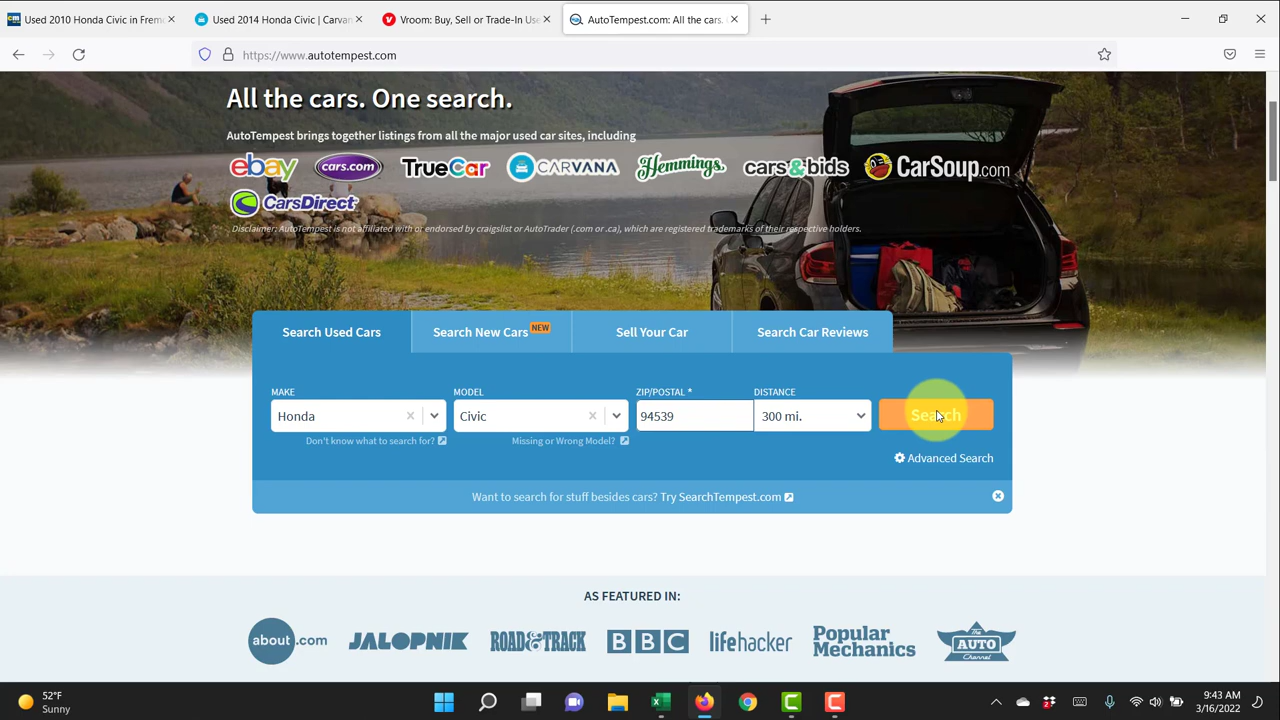 Used 2010 Honda Civic in Fremo
Used 2014 Honda Civic | Carvan
Vroom: Buy, Sell or Trade-In Use
AutoTempest.com: All the cars.
https://www.autotempest.com
All the cars. One search.
AutoTempest brings together listings from all the major used car sites, including
ebay cars.com TRUECar CARVANA Hemmings. cars&bids CarSoup.com
CarsDirect
Disclaimer: AutoTempest is not affiliated with or endorsed by craigslist or AutoTrader (.com or .ca), which are registered trademarks of their respective holders.
Search Used Cars
Search New Cars NEW
Sell Your Car
Search Car Reviews
MAKE MODEL ZIP/POSTAL * DISTANCE
Honda Civic 94539 300 mi. Search
Don't know what to search for? Missing or Wrong Model?
Advanced Search
Want to search for stuff besides cars? Try SearchTempest.com
AS FEATURED IN:
about.com JALOPNIK ROAD&TRACK BBC lifehacker Popular Mechanics THE AUTO Channel
52°F
Sunny
9:43 AM
3/16/2022